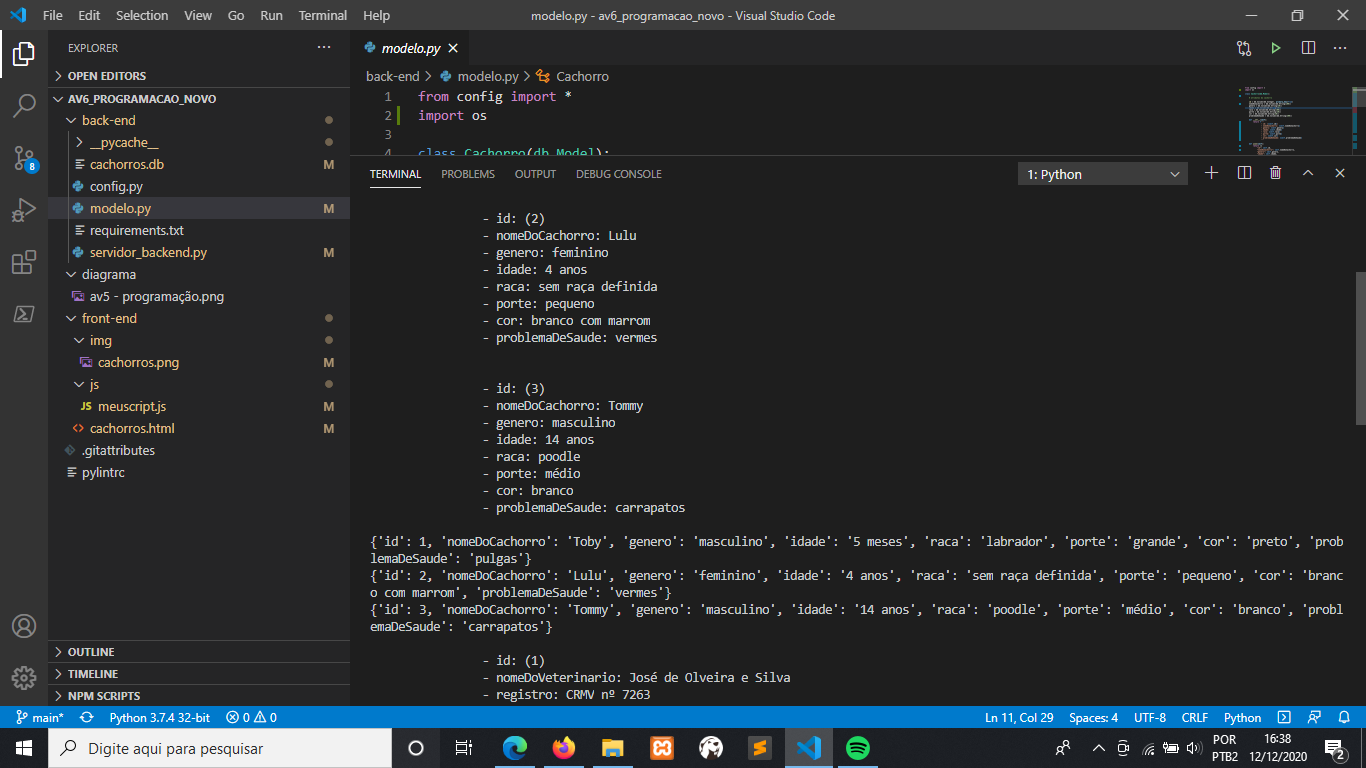 File Edit Selection View Go Run Terminal Help
modelo.py - av6_programacao_novo - Visual Studio Code
EXPLORER
OPEN EDITORS
AV6_PROGRAMACAO_NOVO
back-end
__pycache__
cachorros.db M
config.py
modelo.py M
requirements.txt
servidor_backend.py M
diagrama
av5 - programação.png
front-end
img
cachorros.png M
js
JS meuscript.js M
cachorros.html M
.gitattributes
pylintrc
OUTLINE
TIMELINE
NPM SCRIPTS
8
modelo.py
back-end > modelo.py > Cachorro
1 from config import *
2 import os
3
4 class Cachorro(db.Model):
TERMINAL PROBLEMS OUTPUT DEBUG CONSOLE
1: Python
- id: (2)
- nomeDoCachorro: Lulu
- genero: feminino
- idade: 4 anos
- raca: sem raça definida
- porte: pequeno
- cor: branco com marrom
- problemaDeSaude: vermes
- id: (3)
- nomeDoCachorro: Tommy
- genero: masculino
- idade: 14 anos
- raca: poodle
- porte: médio
- cor: branco
- problemaDeSaude: carrapatos
{'id': 1, 'nomeDoCachorro': 'Toby', 'genero': 'masculino', 'idade': '5 meses', 'raca': 'labrador', 'porte': 'grande', 'cor': 'preto', 'prob
lemaDeSaude': 'pulgas'}
{'id': 2, 'nomeDoCachorro': 'Lulu', 'genero': 'feminino', 'idade': '4 anos', 'raca': 'sem raça definida', 'porte': 'pequeno', 'cor': 'branc
o com marrom', 'problemaDeSaude': 'vermes'}
{'id': 3, 'nomeDoCachorro': 'Tommy', 'genero': 'masculino', 'idade': '14 anos', 'raca': 'poodle', 'porte': 'médio', 'cor': 'branco', 'probl
emaDeSaude': 'carrapatos'}
- id: (1)
- nomeDoVeterinario: José de Olveira e Silva
- registro: CRMV nº 7263
main* Python 3.7.4 32-bit 0 0 Ln 11, Col 29 Spaces: 4 UTF-8 CRLF Python
Digite aqui para pesquisar
POR
PTB2
16:38
12/12/2020
2